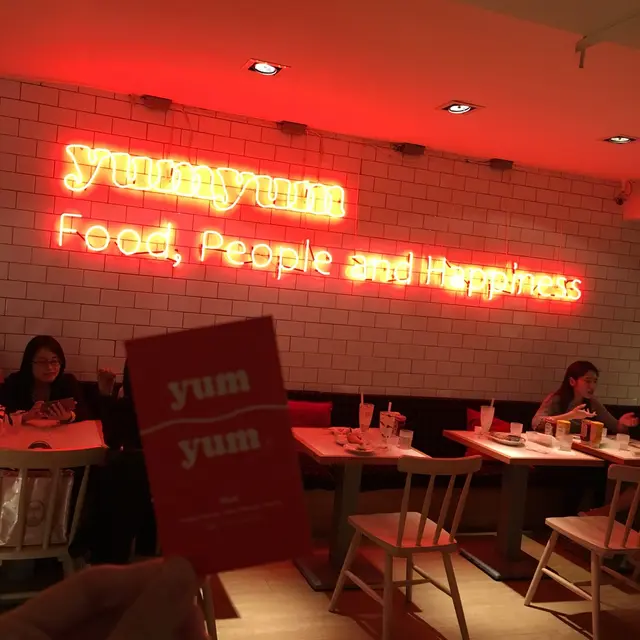 yumyum
Food, People and Happiness
yum
yum